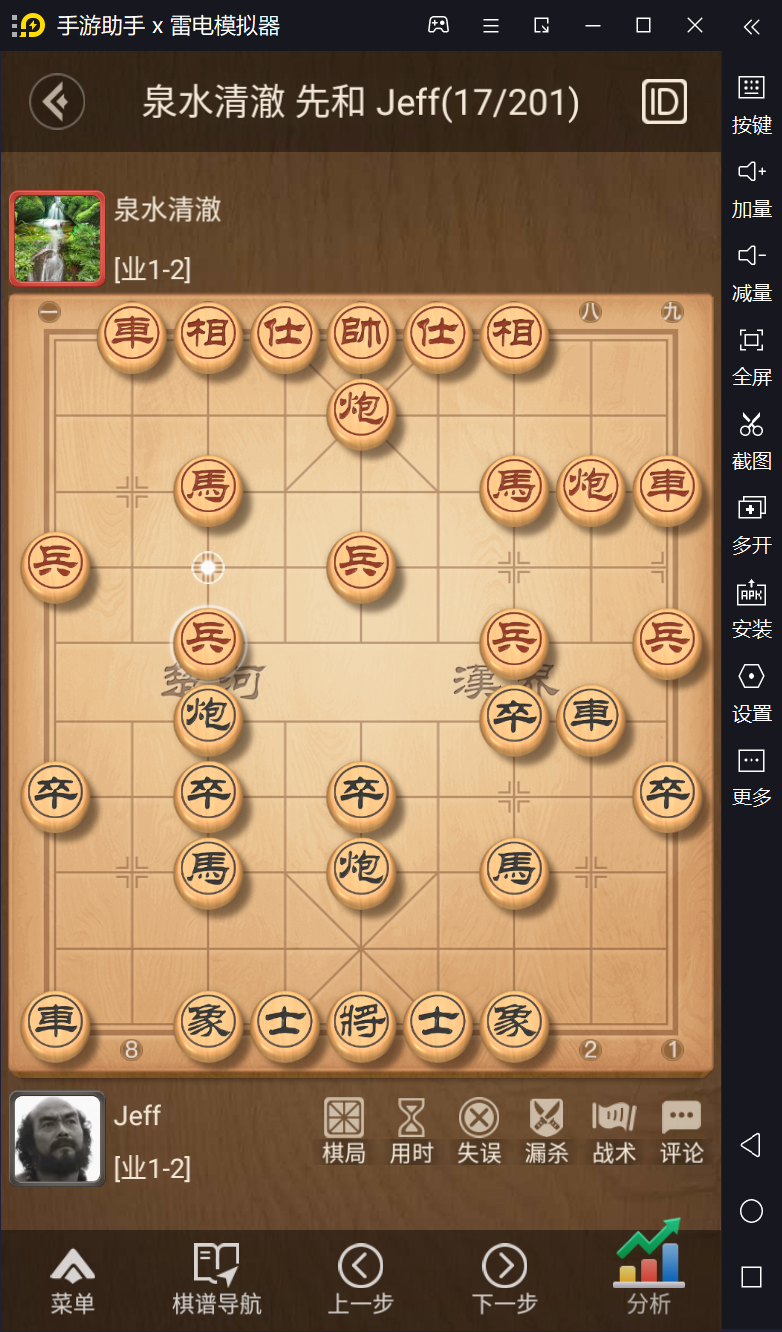 手游助手 x 雷电模拟器
泉水清澈 先和 Jeff(17/201)
ID
按键
加量
减量
全屏
截图
多开
APK
安装
设置
更多
泉水清澈
[业1-2]
一 八 九
車 相 仕 帥 仕 相
炮
馬 馬 炮 車
兵 兵
兵 兵 兵
楚河 漢界
炮 卒 車
卒 卒 卒 卒
馬 炮 馬
車 象 士 將 士 象
8 2 1
Jeff
[业1-2]
棋局 用时 失误 漏杀 战术 评论
菜单 棋谱导航 上一步 下一步 分析